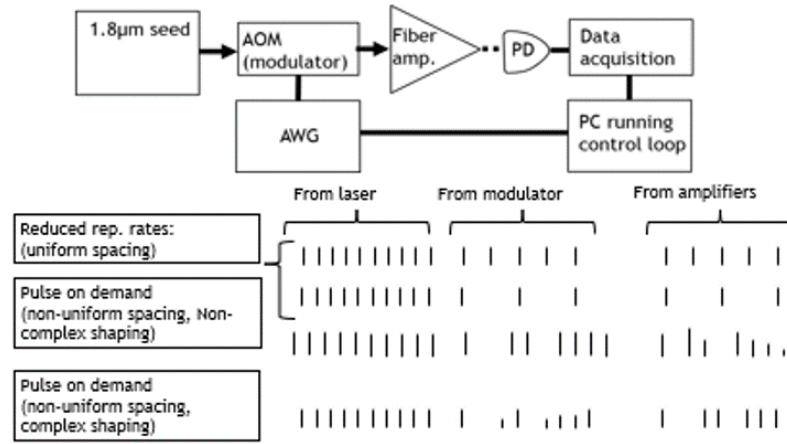 1.8µm seed
AOM
(modulator)
Fiber
amp.
PD
Data
acquisition
AWG
PC running
control loop
From laser
From modulator
From amplifiers
Reduced rep. rates:
(uniform spacing)
Pulse on demand
(non-uniform spacing, Non-
complex shaping)
Pulse on demand
(non-uniform spacing,
complex shaping)